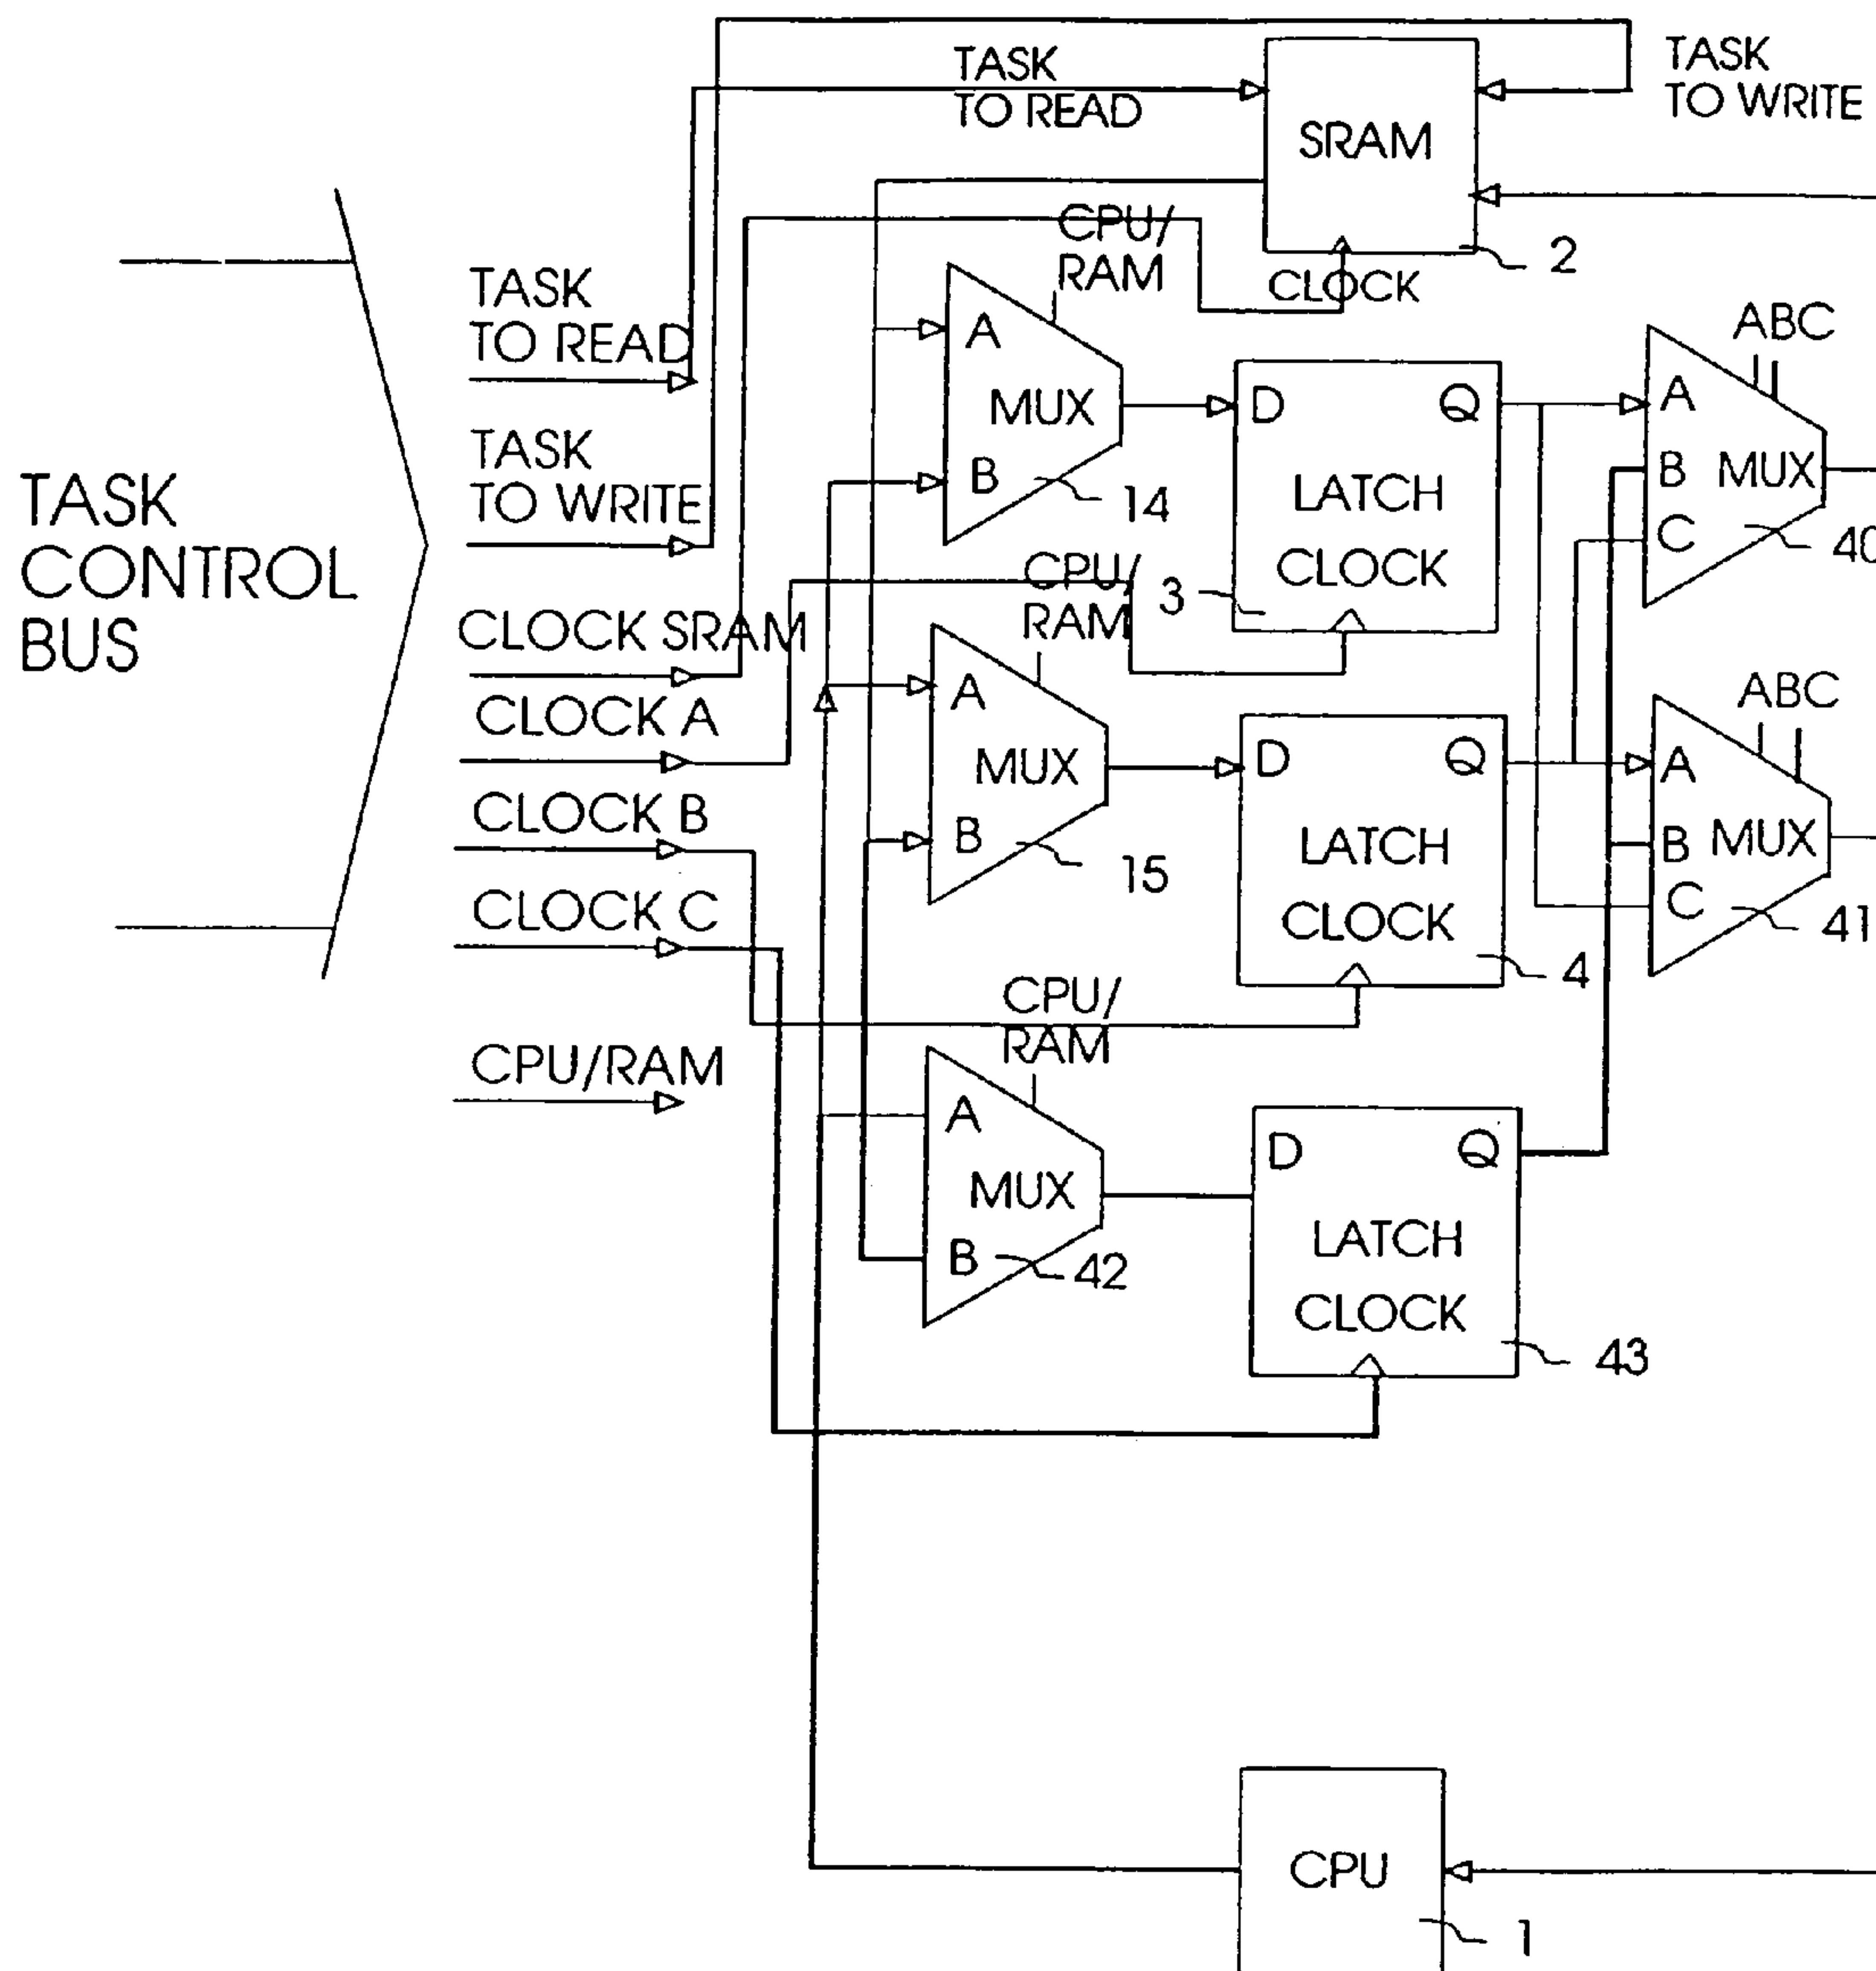 TASK
TO READ
TASK
TO WRITE
SRAM
2
CLOCK
CPU/
RAM
TASK
TO READ
TASK
TO WRITE
TASK
CONTROL
BUS
CLOCK SRAM
CLOCK A
CLOCK B
CLOCK C
CPU/RAM
A
MUX
B
14
D Q
LATCH
CLOCK
3
ABC
A
B MUX
C
40
CPU/
RAM
A
MUX
B
15
D Q
LATCH
CLOCK
4
ABC
A
B MUX
C
41
CPU/
RAM
A
MUX
B
42
D Q
LATCH
CLOCK
43
CPU
1